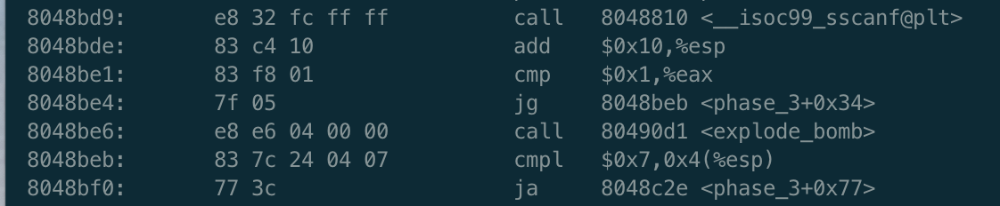 8048bd9: e8 32 fc ff ff call 8048810 <__isoc99_sscanf@plt>
8048bde: 83 c4 10 add $0x10,%esp
8048be1: 83 f8 01 cmp $0x1,%eax
8048be4: 7f 05 jg 8048beb <phase_3+0x34>
8048be6: e8 e6 04 00 00 call 80490d1 <explode_bomb>
8048beb: 83 7c 24 04 07 cmpl $0x7,0x4(%esp)
8048bf0: 77 3c ja 8048c2e <phase_3+0x77>